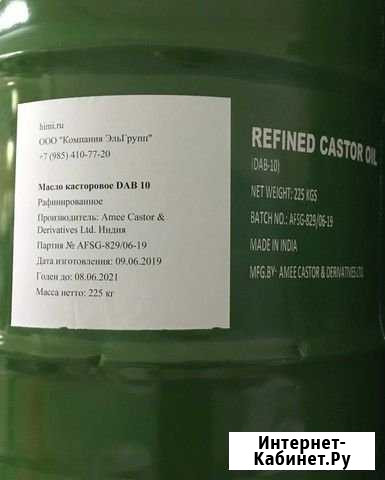 himi.ru
ООО "Компания ЭльГрупп"
+7 (985) 410-77-20
Масло касторовое DAB 10
Рафинированное
Производитель: Amee Castor &
Derivatives Ltd. Индия
Партия № AFSG-829/06-19
Дата изготовления: 09.06.2019
Годен до: 08.06.2021
Масса нетто: 225 кг
REFINED CASTOR OIL
(DAB-10)
NET WEIGHT: 225 KGS
BATCH NO.: AFSG-829/06-19
MADE IN INDIA
MFG.BY- AMEE CASTOR & DERIVATIVES LTD.
Интернет-
Кабинет.Ру